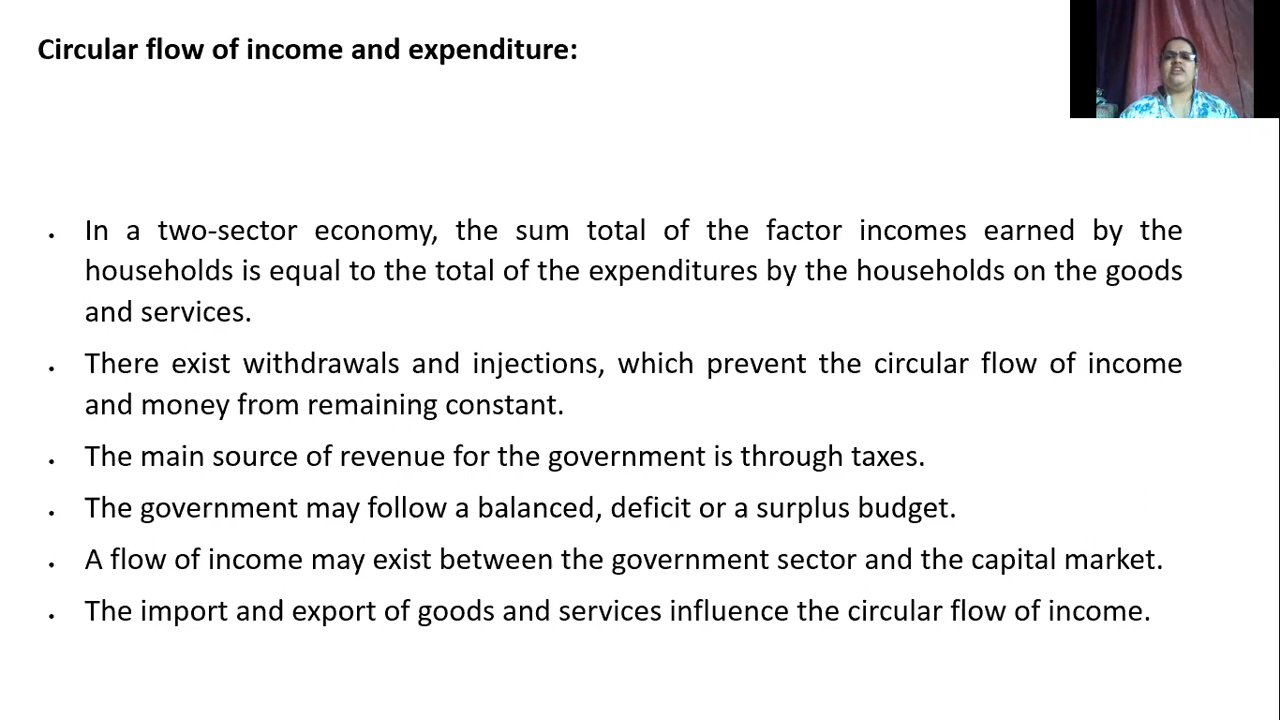 Circular flow of income and expenditure:
• In a two-sector economy, the sum total of the factor incomes earned by the
households is equal to the total of the expenditures by the households on the goods
and services.
• There exist withdrawals and injections, which prevent the circular flow of income
and money from remaining constant.
• The main source of revenue for the government is through taxes.
• The government may follow a balanced, deficit or a surplus budget.
• A flow of income may exist between the government sector and the capital market.
• The import and export of goods and services influence the circular flow of income.